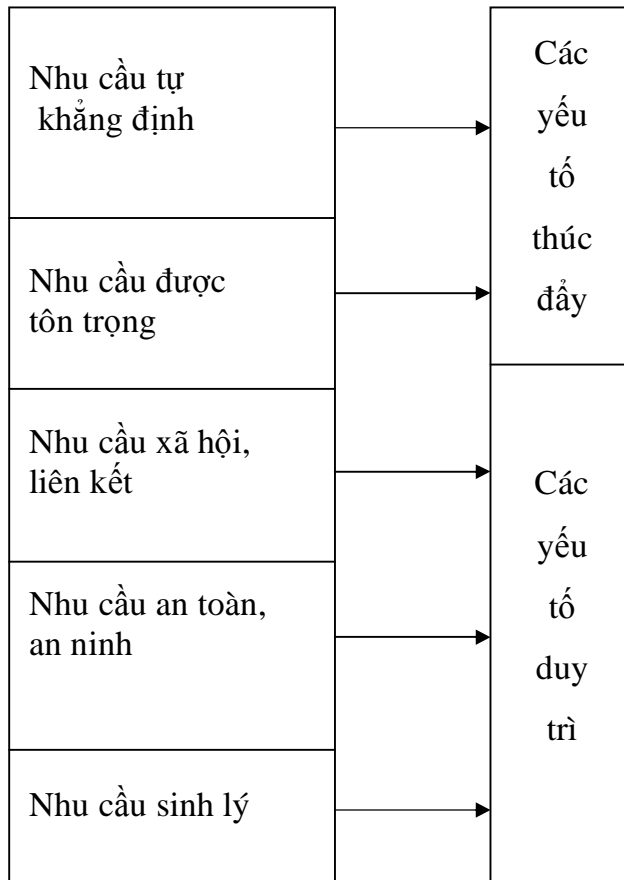 Nhu cầu tự
khẳng định
Nhu cầu được
tôn trọng
Nhu cầu xã hội,
liên kết
Nhu cầu an toàn,
an ninh
Nhu cầu sinh lý
Các
yếu
tố
thúc
đẩy
Các
yếu
tố
duy
trì